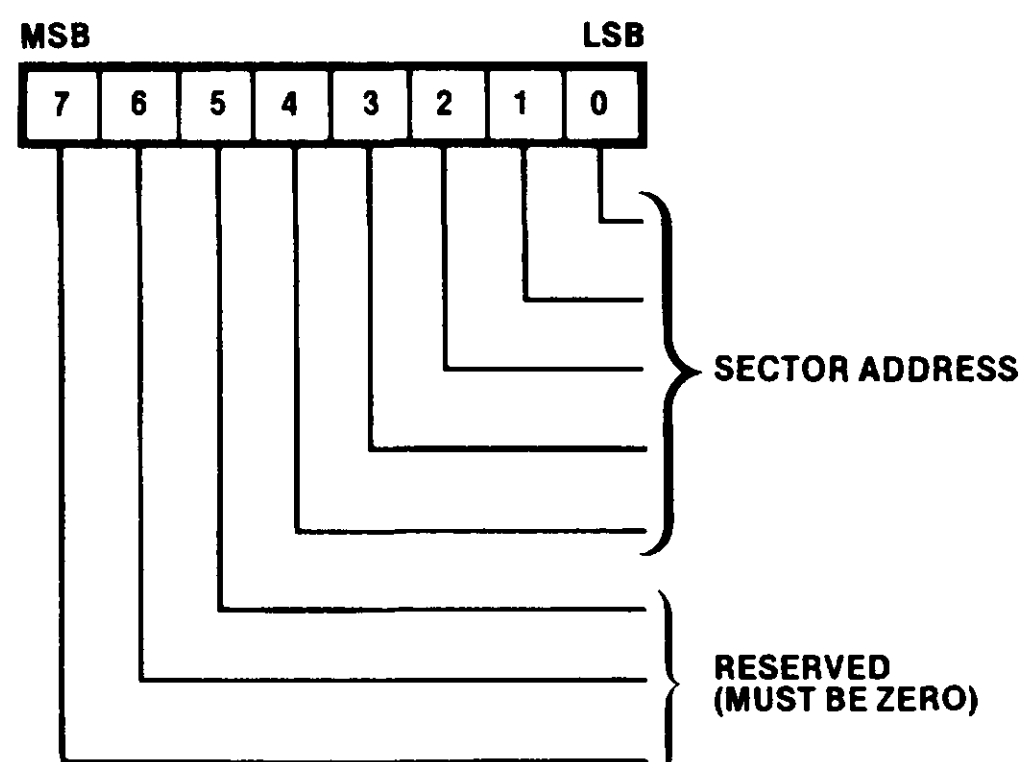 MSB LSB
7 6 5 4 3 2 1 0
SECTOR ADDRESS
RESERVED
(MUST BE ZERO)